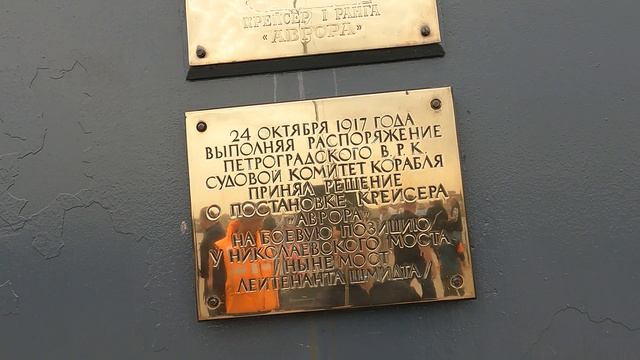 КРЕЙСЕР I РАНГА
«АВРОРА»
24 ОКТЯБРЯ 1917 ГОДА
ВЫПОЛНЯЯ РАСПОРЯЖЕНИЕ
ПЕТРОГРАДСКОГО В.Р.К.
СУДОВОЙ КОМИТЕТ КОРАБЛЯ
ПРИНЯЛ РЕШЕНИЕ
О ПОСТАНОВКЕ КРЕЙСЕРА
„АВРОРА”
НА БОЕВУЮ ПОЗИЦИЮ
У НИКОЛАЕВСКОГО МОСТА
/НЫНЕ МОСТ
ЛЕЙТЕНАНТА ШМИДТА/